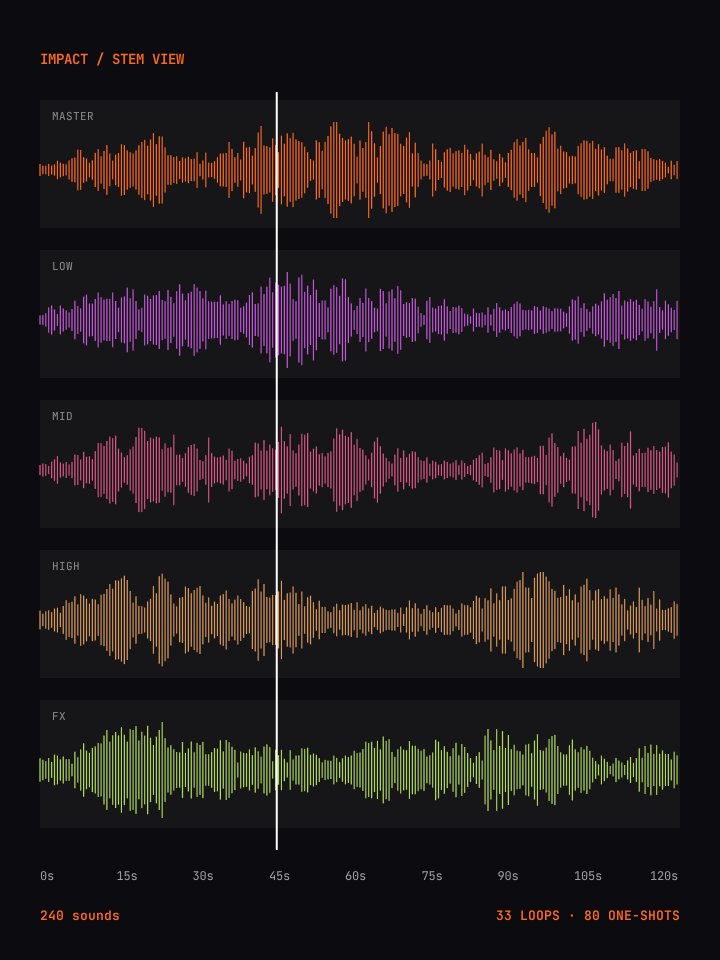 IMPACT / STEM VIEW
MASTER
LOW
MID
HIGH
FX
0s 15s 30s 45s 60s 75s 90s 105s 120s
240 sounds
33 LOOPS · 80 ONE-SHOTS